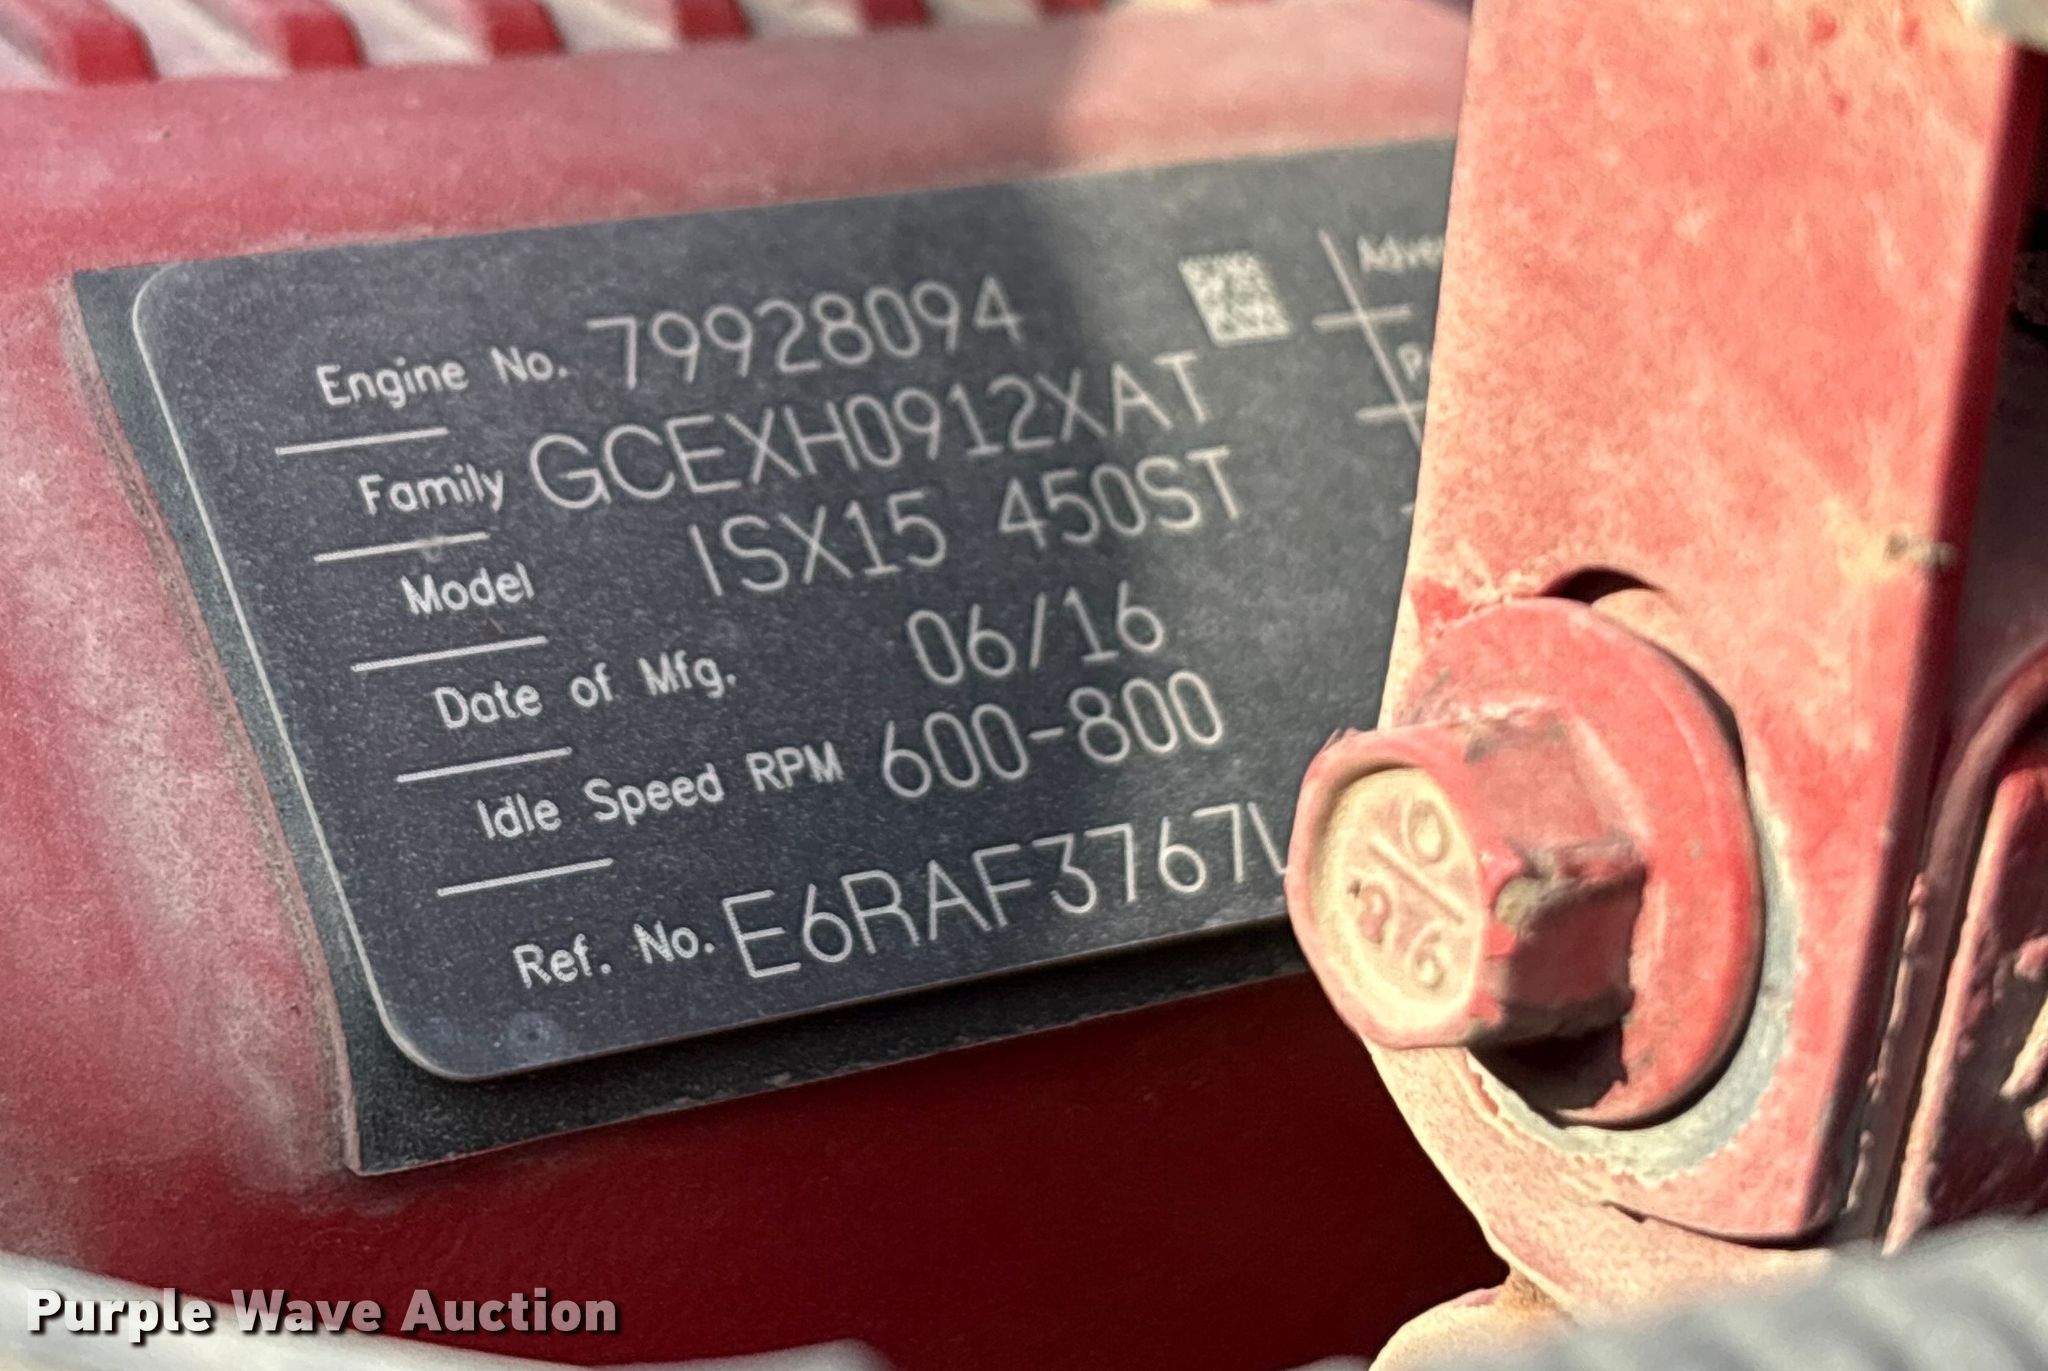 Engine No. 79928094
Family GCEXH0912XAT
Model ISX15 450ST
Date of Mfg. 06/16
Idle Speed RPM 600-800
Ref. No. E6RAF3767
Purple Wave Auction